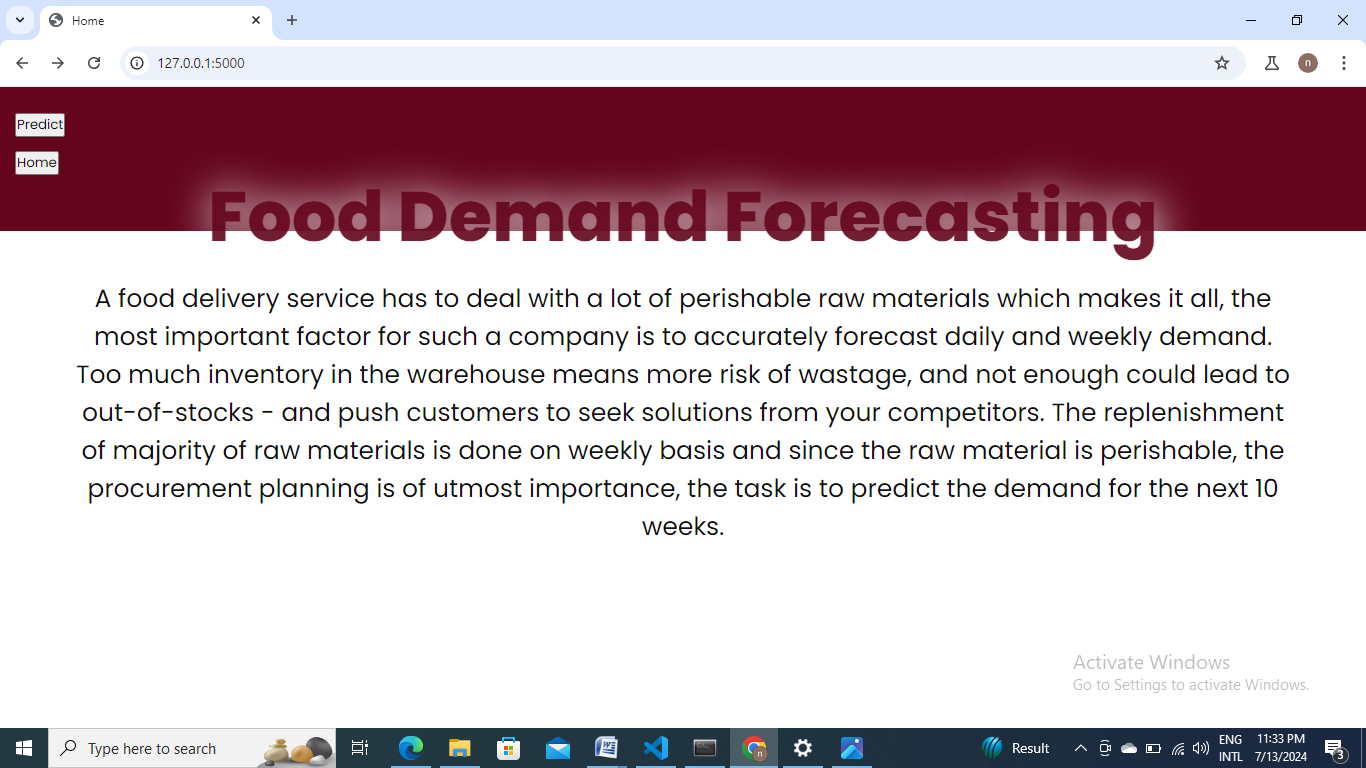 Home
127.0.0.1:5000
n
Predict
Home
Food Demand Forecasting
A food delivery service has to deal with a lot of perishable raw materials which makes it all, the
most important factor for such a company is to accurately forecast daily and weekly demand.
Too much inventory in the warehouse means more risk of wastage, and not enough could lead to
out-of-stocks - and push customers to seek solutions from your competitors. The replenishment
of majority of raw materials is done on weekly basis and since the raw material is perishable, the
procurement planning is of utmost importance, the task is to predict the demand for the next 10
weeks.
Activate Windows
Go to Settings to activate Windows.
Type here to search
Result
ENG
INTL
11:33 PM
7/13/2024
3